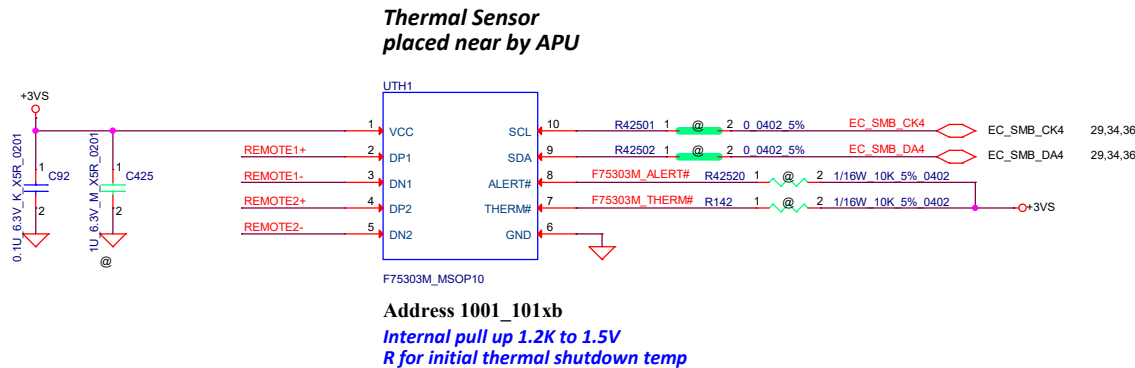 Thermal Sensor
placed near by APU
UTH1
+3VS
1 VCC SCL 10 R42501 1 @ 2 0_0402_5% EC_SMB_CK4 EC_SMB_CK4 29,34,36
REMOTE1+ 2 DP1 SDA 9 R42502 1 @ 2 0_0402_5% EC_SMB_DA4 EC_SMB_DA4 29,34,36
REMOTE1- 3 DN1 ALERT# 8 F75303M_ALERT# R42520 1 @ 2 1/16W_10K_5%_0402
REMOTE2+ 4 DP2 THERM# 7 F75303M_THERM# R142 1 @ 2 1/16W_10K_5%_0402 +3VS
REMOTE2- 5 DN2 GND 6
0.1U_6.3V_K_X5R_0201
1 C92
2
1U_6.3V_M_X5R_0201
1 C425
2
@
F75303M_MSOP10
Address 1001_101xb
Internal pull up 1.2K to 1.5V
R for initial thermal shutdown temp